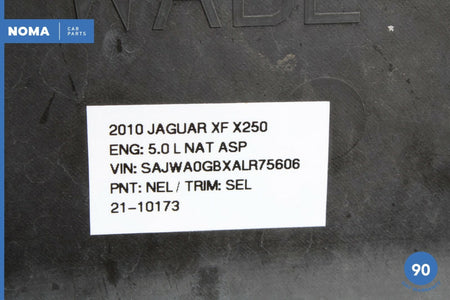 MADE
NOMA CAR PARTS
2010 JAGUAR XF X250
ENG: 5.0 L NAT ASP
VIN: SAJWA0GBXALR75606
PNT: NEL / TRIM: SEL
21-10173
90